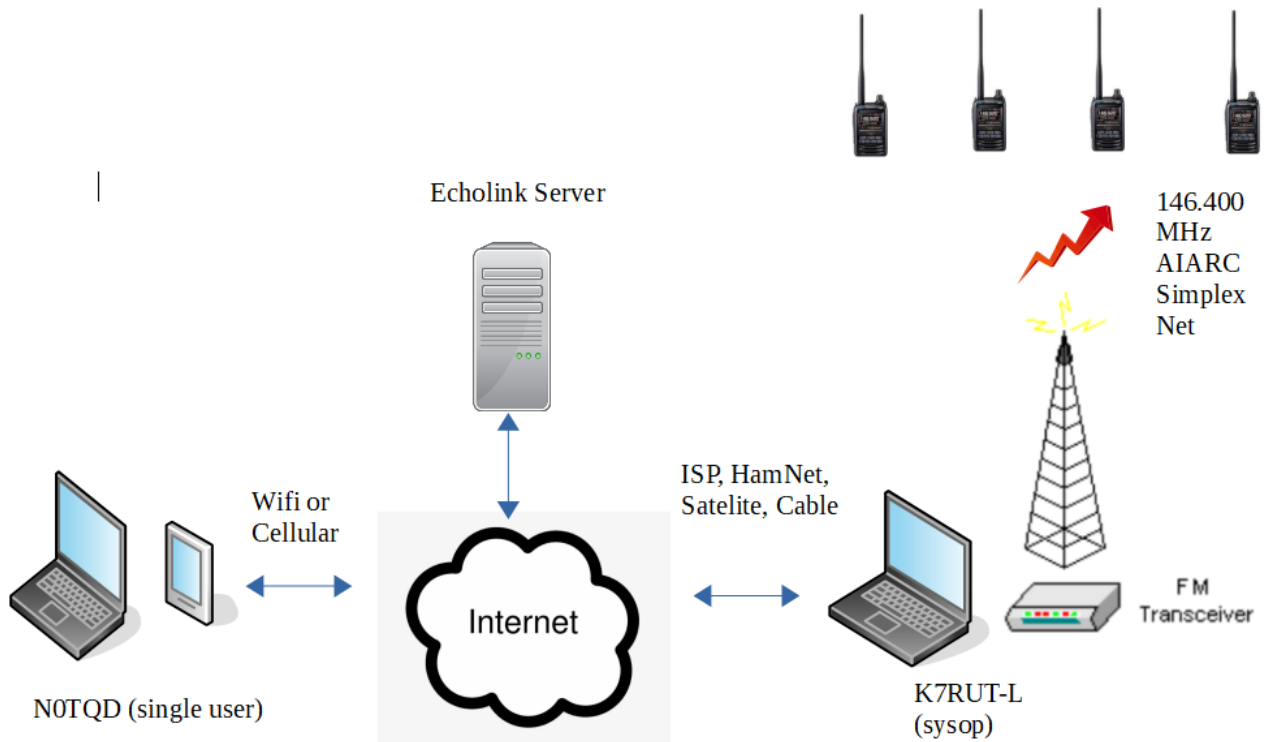 Echolink Server
146.400
MHz
AIARC
Simplex
Net
Wifi or
Cellular
ISP, HamNet,
Satelite, Cable
Internet
FM
Transceiver
N0TQD (single user)
K7RUT-L
(sysop)